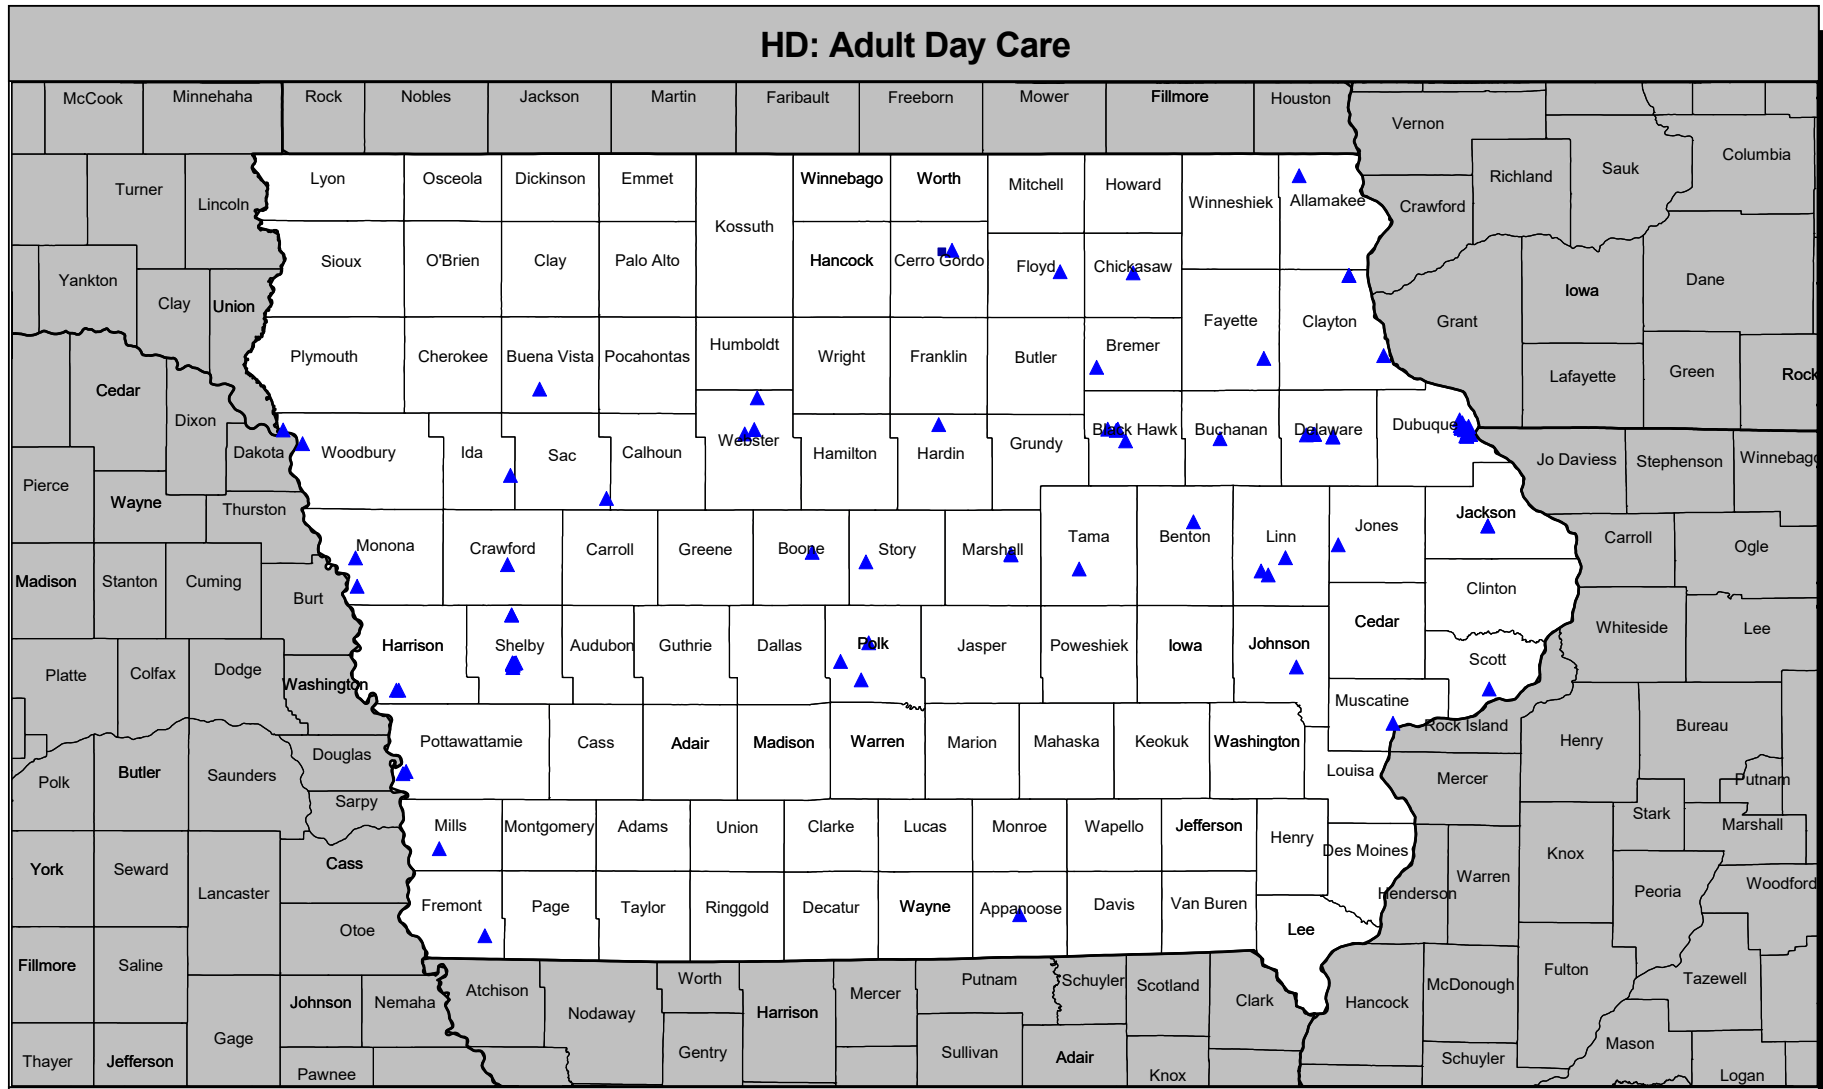 HD: Adult Day Care
McCook Minnehaha Rock Nobles Jackson Martin Faribault Freeborn Mower Fillmore Houston
Vernon
Columbia
Turner Lincoln Lyon Osceola Dickinson Emmet Winnebago Worth Mitchell Howard Winneshiek Allamakee Crawford Richland Sauk
Kossuth
Yankton Clay Union Sioux O'Brien Clay Palo Alto Hancock Cerro Gordo Floyd Chickasaw Iowa Dane
Fayette Clayton Grant
Cedar Dixon Plymouth Cherokee Buena Vista Pocahontas Humboldt Wright Franklin Butler Bremer Lafayette Green Rock
Pierce Dakota Woodbury Ida Sac Calhoun Webster Hamilton Hardin Grundy Black Hawk Buchanan Delaware Dubuque Jo Daviess Stephenson Winnebago
Wayne Thurston
Madison Stanton Cuming Burt Monona Crawford Carroll Greene Boone Story Marshall Tama Benton Linn Jones Jackson Carroll Ogle
Clinton
Platte Colfax Dodge Washington Harrison Shelby Audubon Guthrie Dallas Polk Jasper Poweshiek Iowa Johnson Cedar Scott Whiteside Lee
Muscatine Rock Island Bureau
Polk Butler Saunders Douglas Pottawattamie Cass Adair Madison Warren Marion Mahaska Keokuk Washington Louisa Mercer Henry Putnam
Sarpy
York Seward Lancaster Cass Mills Montgomery Adams Union Clarke Lucas Monroe Wapello Jefferson Henry Des Moines Knox Stark Marshall
Otoe Fremont Page Taylor Ringgold Decatur Wayne Appanoose Davis Van Buren Lee Henderson Warren Peoria Woodford
Fillmore Saline Johnson Nemaha Atchison Nodaway Worth Harrison Mercer Putnam Schuyler Scotland Clark Hancock McDonough Fulton Tazewell
Thayer Jefferson Gage Pawnee Gentry Sullivan Adair Knox Schuyler Mason Logan